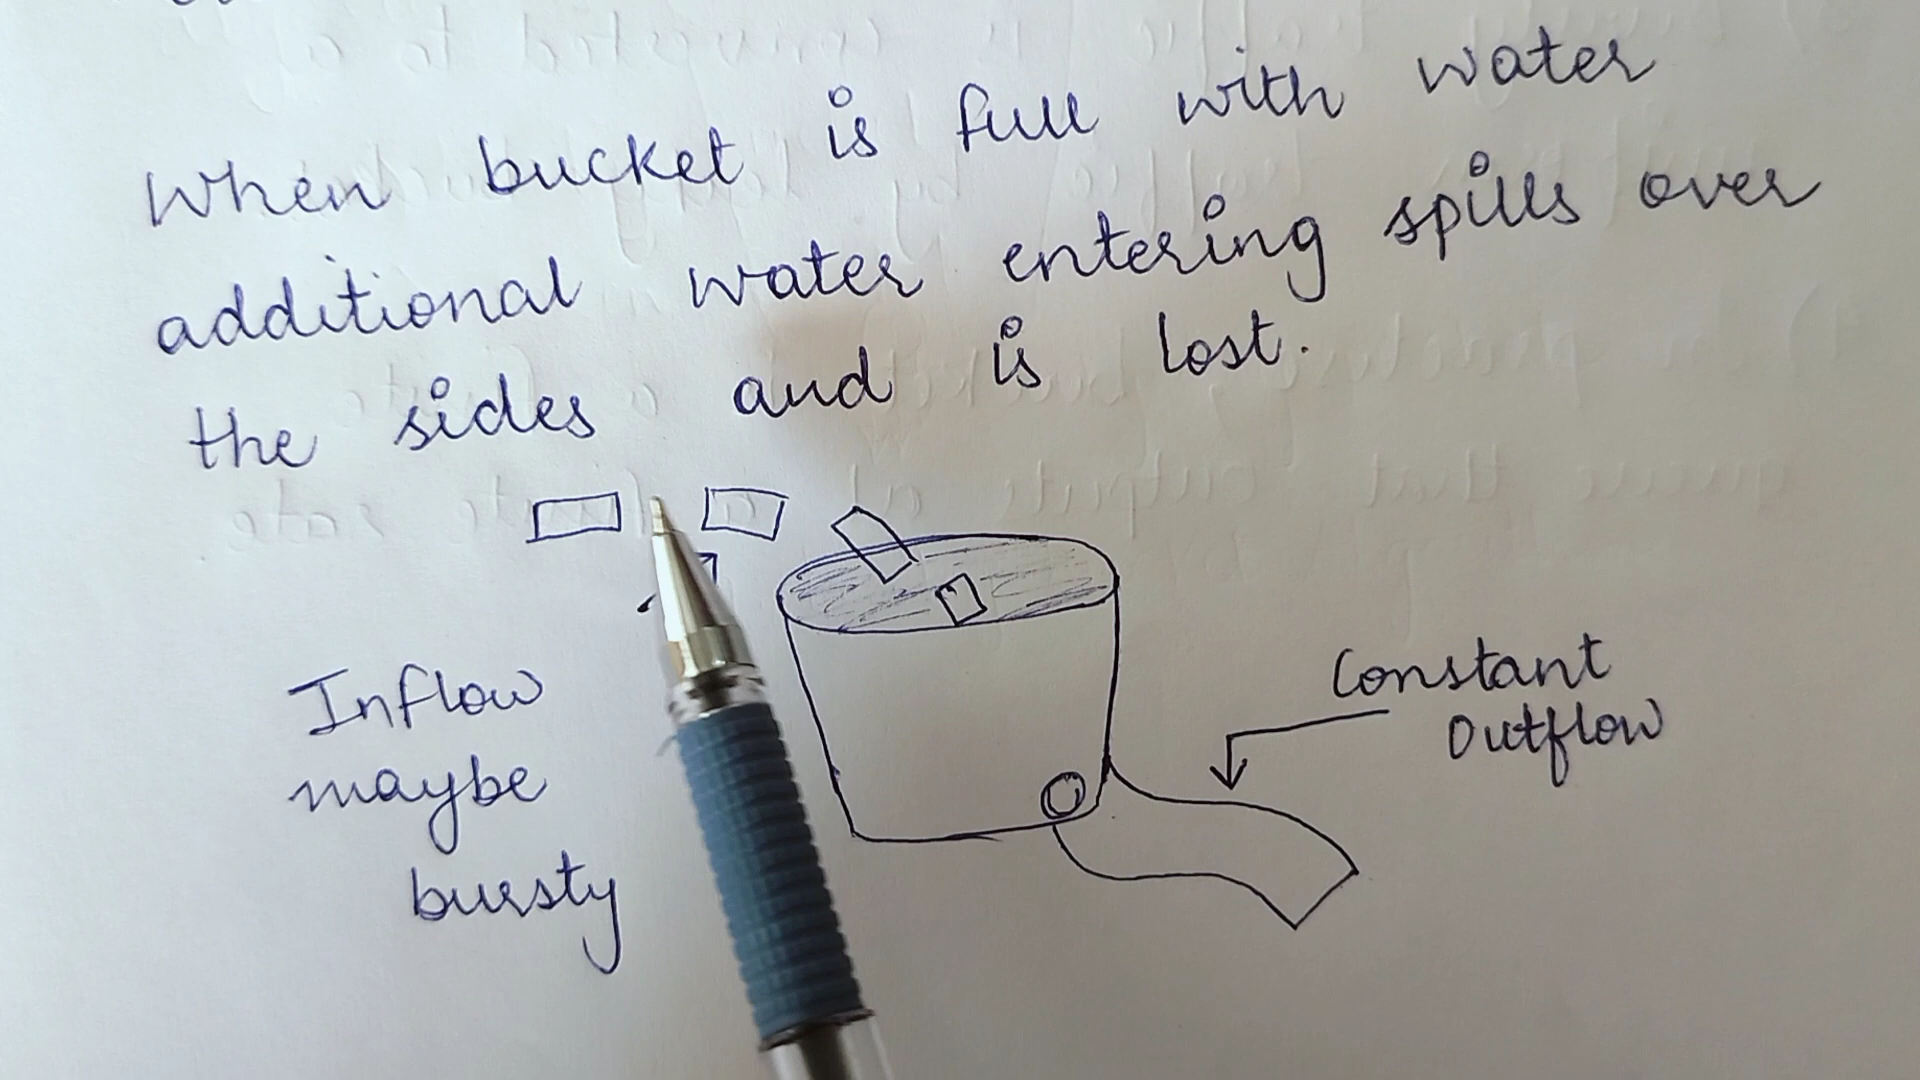 When bucket is full with water
additional water entering spills over
the sides and is lost.
Inflow
maybe
bursty
Constant
Outflow